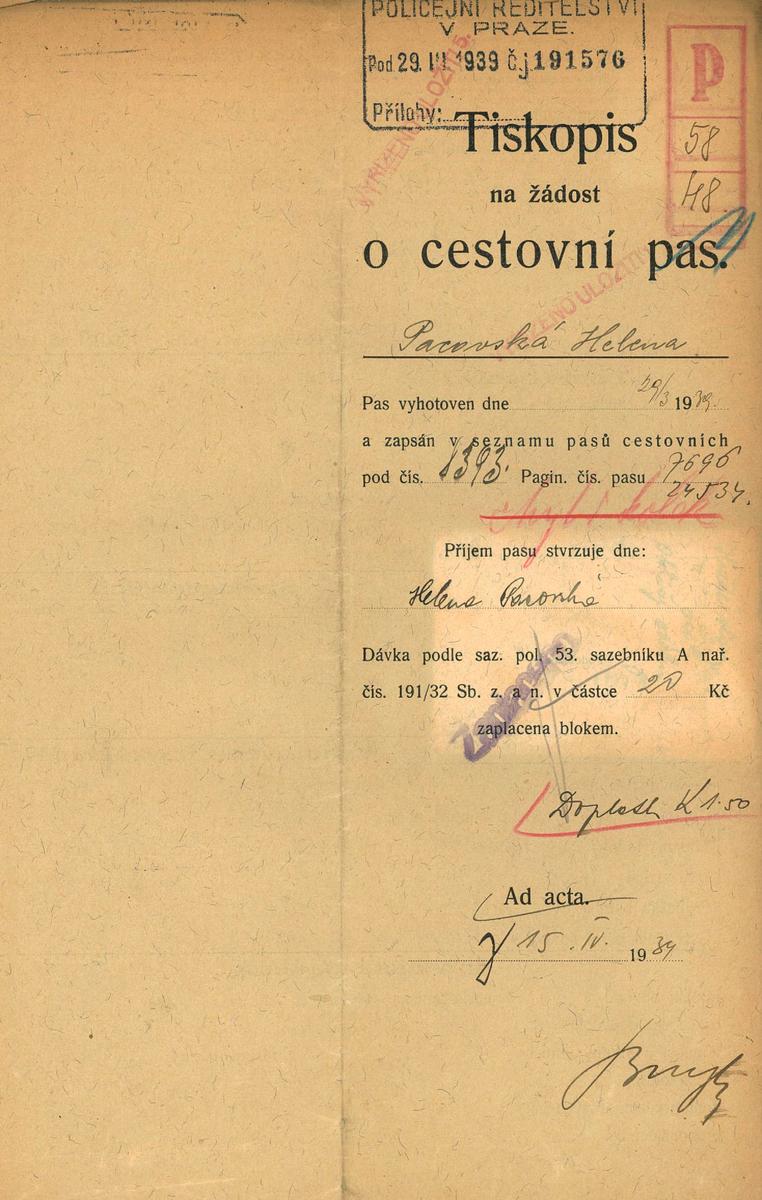 POLICEJNÍ ŘEDITELSTVÍ
V PRAZE.
Pod 29. III. 1939 č.j. 191576
Přílohy:
P
58
48
Tiskopis
na žádost
o cestovní pas.
Pacovská Helena
Pas vyhotoven dne 29/3 1939.
a zapsán v seznamu pasů cestovních
pod čís. 1393. Pagin. čís. pasu 7696
24534.
chybí kolek
Příjem pasu stvrzuje dne:
Helena Pacovská
Dávka podle saz. pol. 53. sazebníku A nař.
čís. 191/32 Sb. z. a n. v částce 20 Kč
zaplacena blokem.
K 1.50
Ad acta.
15. IV. 1939